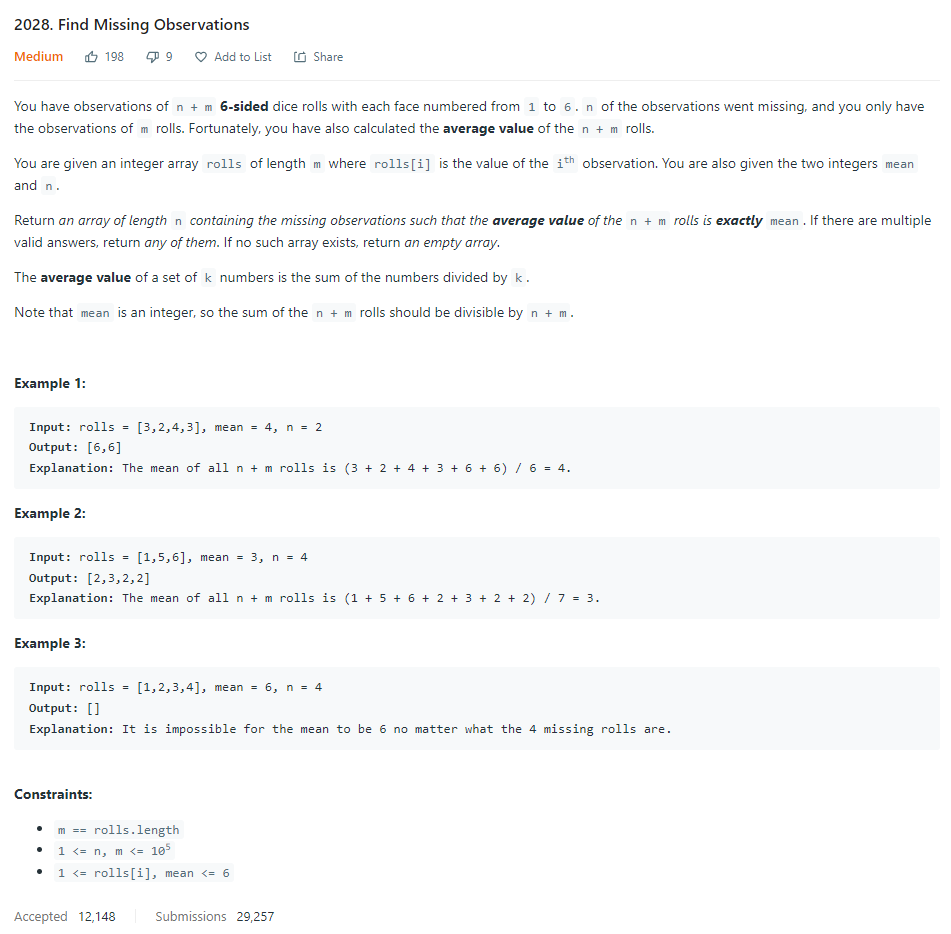 2028. Find Missing Observations
Medium 198 9 Add to List Share
You have observations of n + m 6-sided dice rolls with each face numbered from 1 to 6. n of the observations went missing, and you only have
the observations of m rolls. Fortunately, you have also calculated the average value of the n + m rolls.
You are given an integer array rolls of length m where rolls[i] is the value of the ith observation. You are also given the two integers mean
and n.
Return an array of length n containing the missing observations such that the average value of the n + m rolls is exactly mean. If there are multiple
valid answers, return any of them. If no such array exists, return an empty array.
The average value of a set of k numbers is the sum of the numbers divided by k.
Note that mean is an integer, so the sum of the n + m rolls should be divisible by n + m.
Example 1:
Input: rolls = [3,2,4,3], mean = 4, n = 2
Output: [6,6]
Explanation: The mean of all n + m rolls is (3 + 2 + 4 + 3 + 6 + 6) / 6 = 4.
Example 2:
Input: rolls = [1,5,6], mean = 3, n = 4
Output: [2,3,2,2]
Explanation: The mean of all n + m rolls is (1 + 5 + 6 + 2 + 3 + 2 + 2) / 7 = 3.
Example 3:
Input: rolls = [1,2,3,4], mean = 6, n = 4
Output: []
Explanation: It is impossible for the mean to be 6 no matter what the 4 missing rolls are.
Constraints:
• m == rolls.length
• 1 <= n, m <= 10⁵
• 1 <= rolls[i], mean <= 6
Accepted 12,148 Submissions 29,257